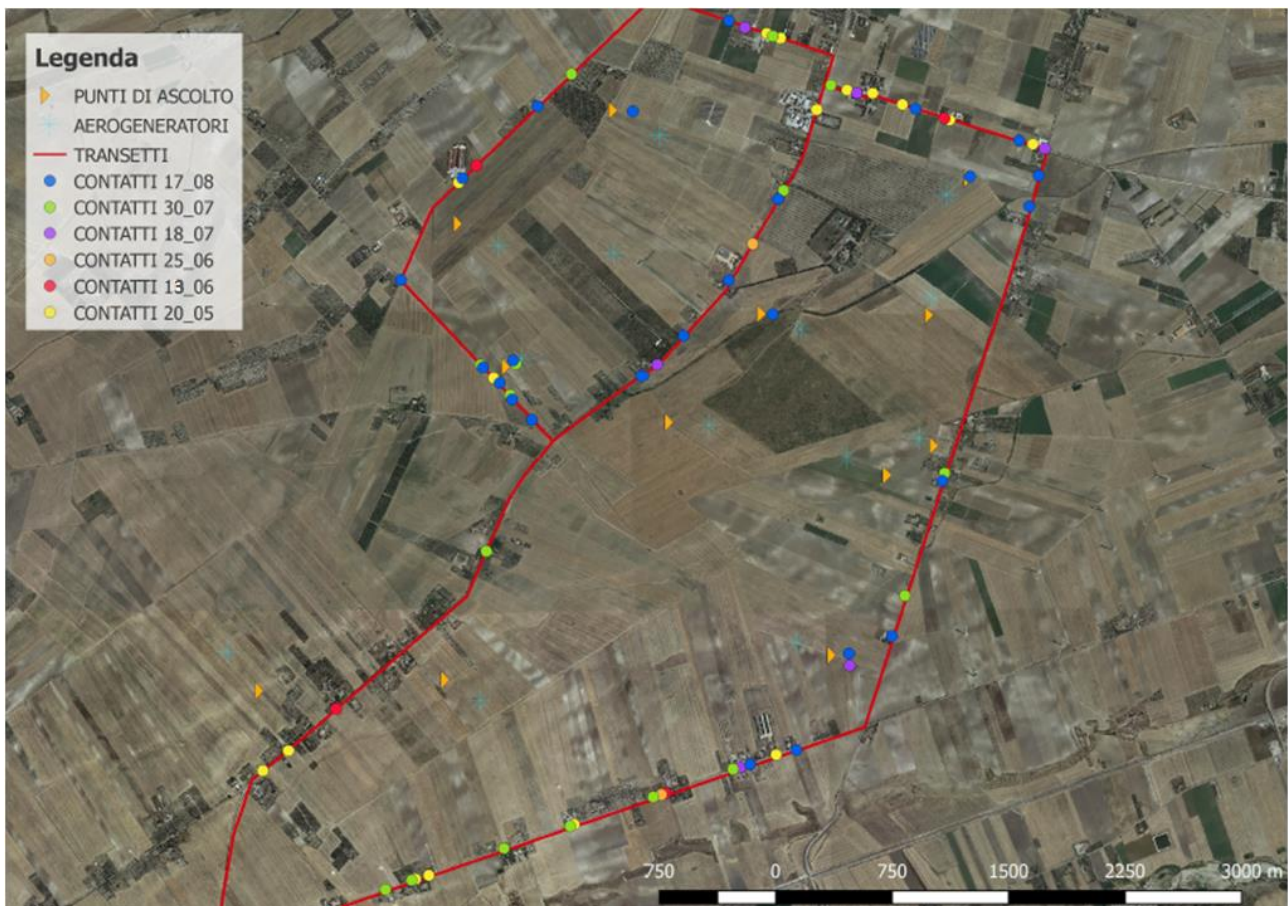 Legenda
PUNTI DI ASCOLTO
AEROGENERATORI
TRANSETTI
CONTATTI 17_08
CONTATTI 30_07
CONTATTI 18_07
CONTATTI 25_06
CONTATTI 13_06
CONTATTI 20_05
750 0 750 1500 2250 3000 m